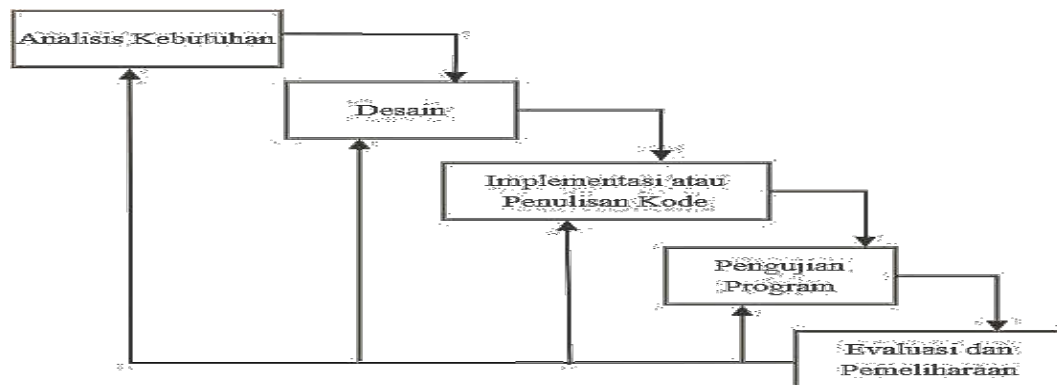 Analisis Kebutuhan
Desain
Implementasi atau
Penulisan Kode
Pengujian
Program
Evaluasi dan
Pemeliharaan